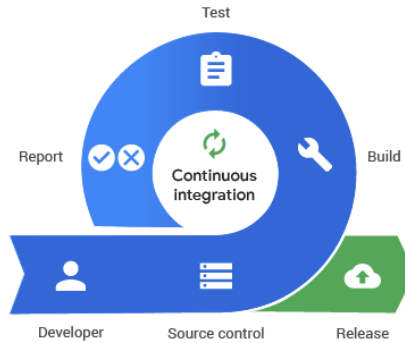 Test
Report
Continuous
integration
Build
Developer
Source control
Release